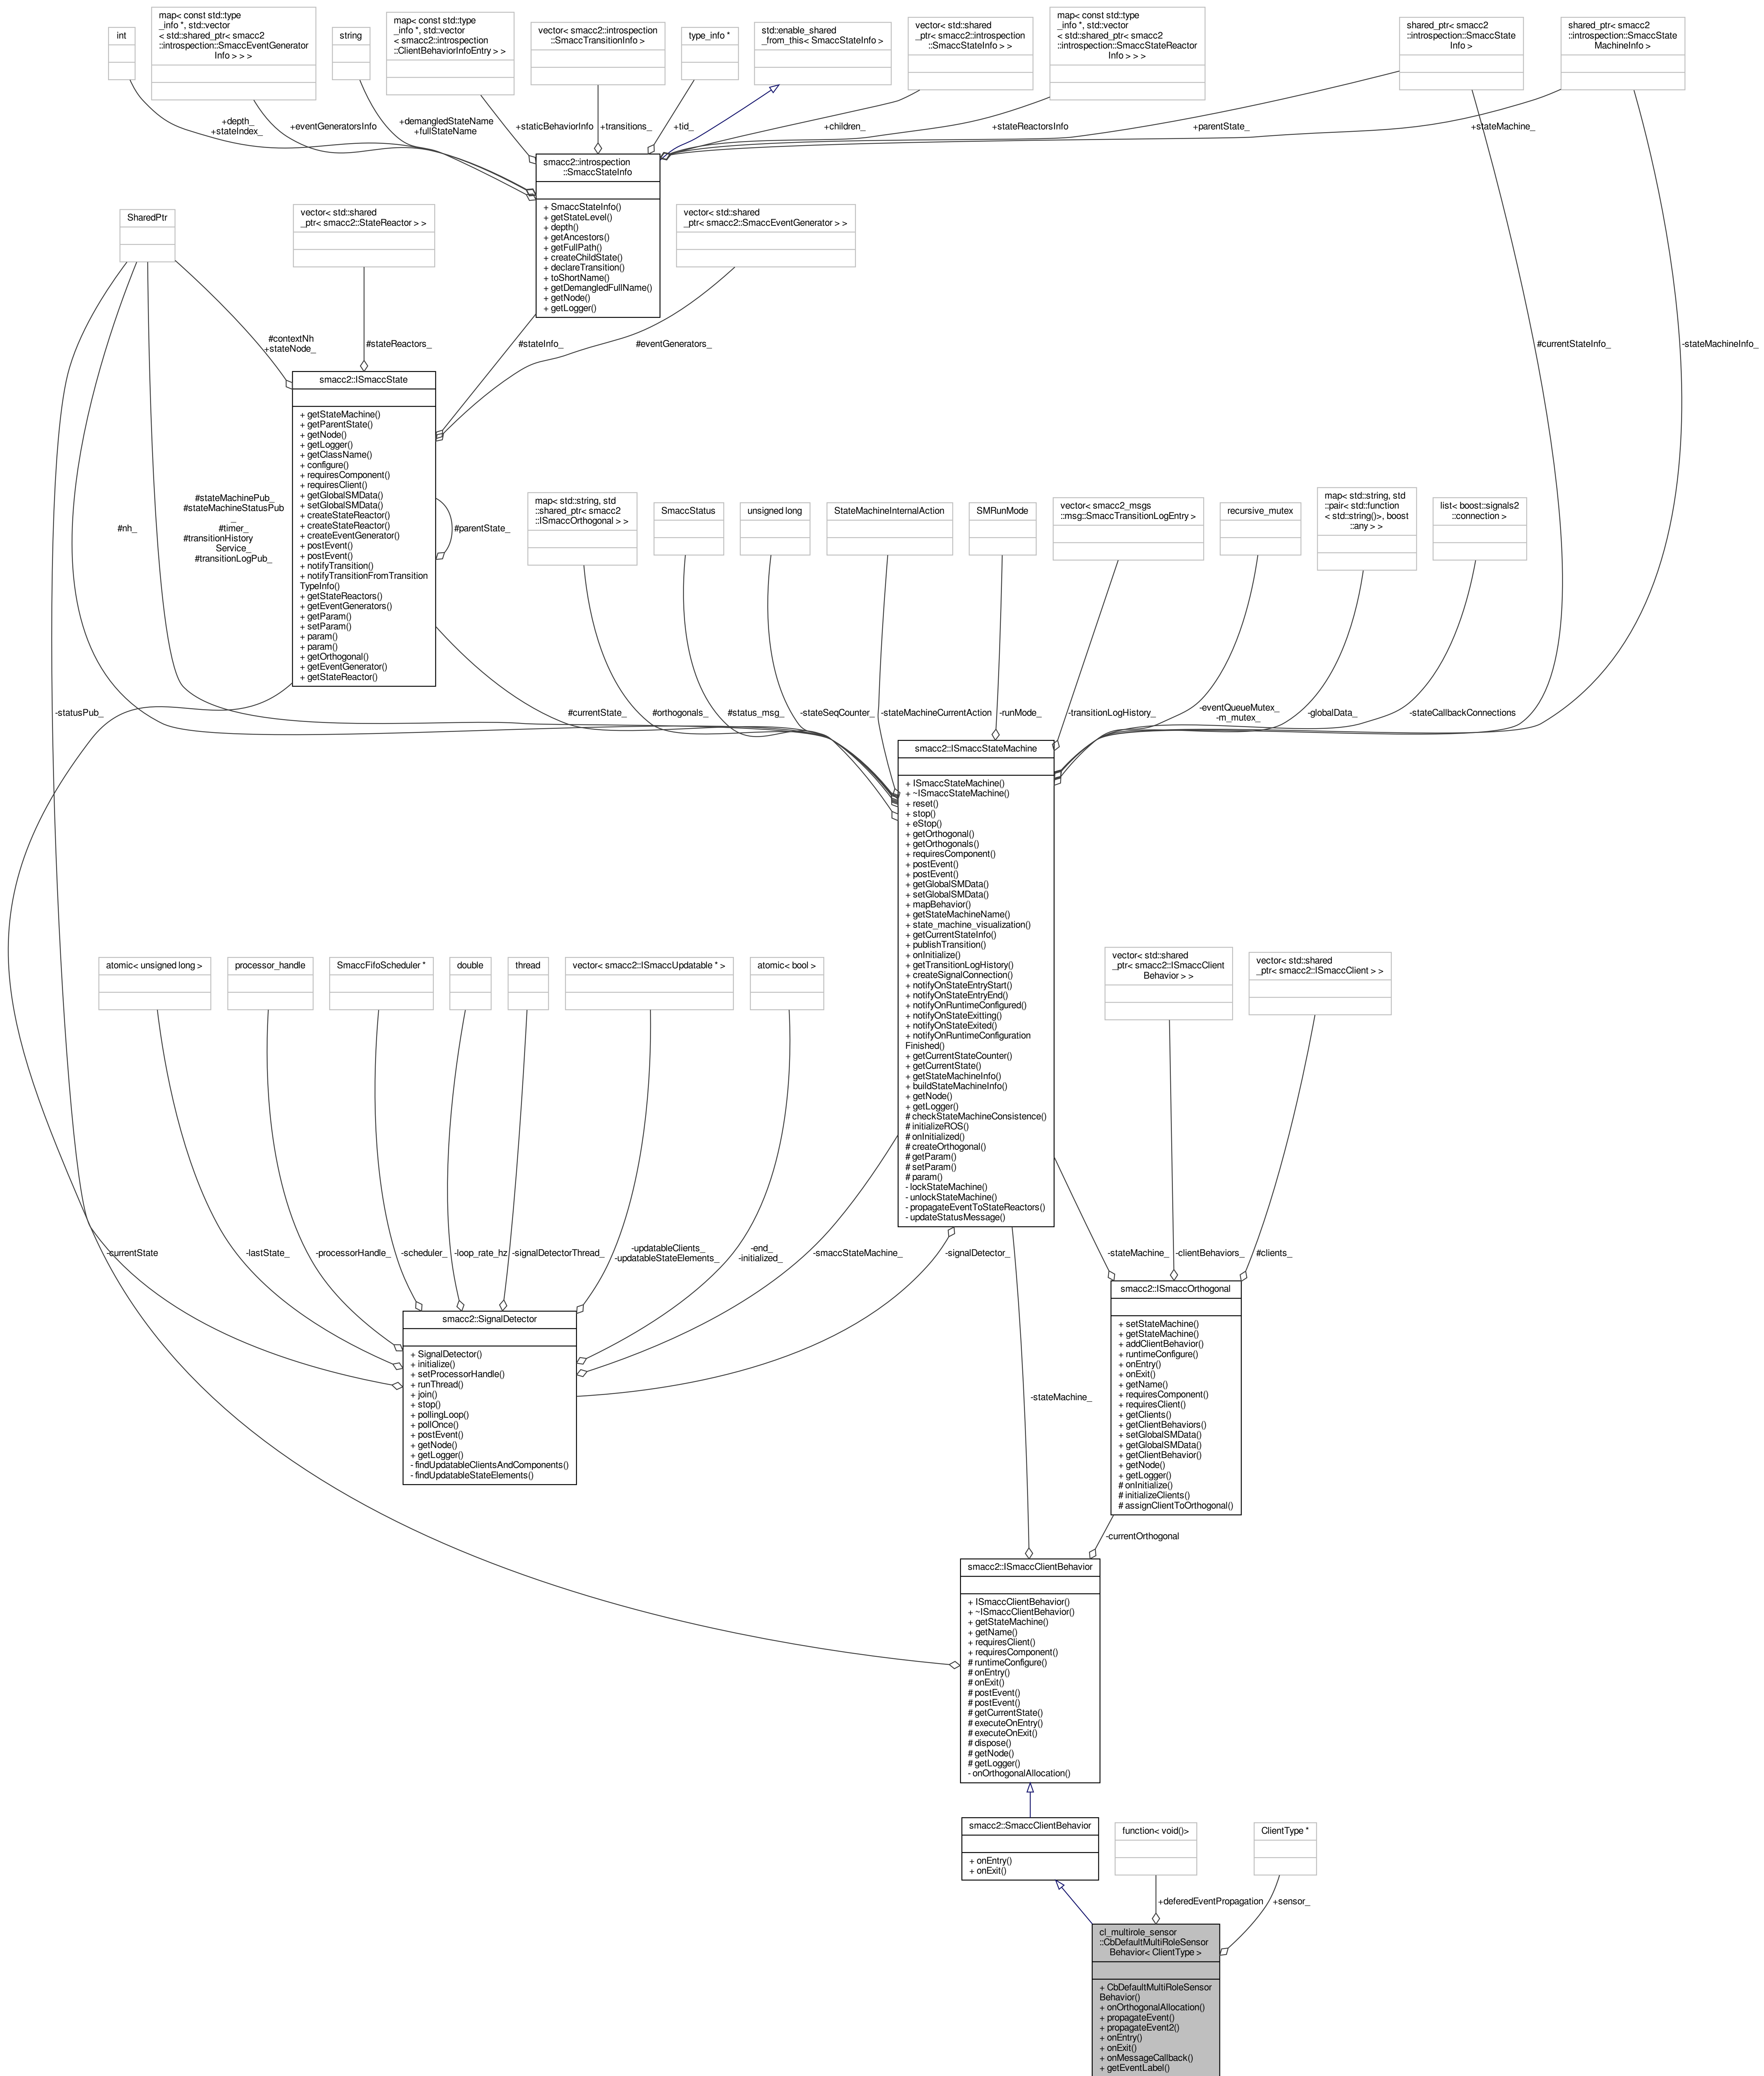 int
map< const std::type
_info *, std::vector
< std::shared_ptr< smacc2
::introspection::SmaccEventGenerator
Info > > >
string
map< const std::type
_info *, std::vector
< smacc2::introspection
::ClientBehaviorInfoEntry > >
vector< smacc2::introspection
::SmaccTransitionInfo >
type_info *
std::enable_shared
_from_this< SmaccStateInfo >
vector< std::shared
_ptr< smacc2::introspection
::SmaccStateInfo > >
map< const std::type
_info *, std::vector
< std::shared_ptr< smacc2
::introspection::SmaccStateReactor
Info > > >
shared_ptr< smacc2
::introspection::SmaccState
Info >
shared_ptr< smacc2
::introspection::SmaccState
MachineInfo >
+depth_
+stateIndex_
+eventGeneratorsInfo
+demangledStateName
+fullStateName
+staticBehaviorInfo
+transitions_
+tid_
+children_
+stateReactorsInfo
+parentState_
+stateMachine_
smacc2::introspection
::SmaccStateInfo
+ SmaccStateInfo()
+ getStateLevel()
+ depth()
+ getAncestors()
+ getFullPath()
+ createChildState()
+ declareTransition()
+ toShortName()
+ getDemangledFullName()
+ getNode()
+ getLogger()
SharedPtr
vector< std::shared
_ptr< smacc2::StateReactor > >
vector< std::shared
_ptr< smacc2::SmaccEventGenerator > >
#contextNh
+stateNode_
#stateReactors_
#stateInfo_
#eventGenerators_
#currentStateInfo_
-stateMachineInfo_
smacc2::ISmaccState
+ getStateMachine()
+ getParentState()
+ getNode()
+ getLogger()
+ getClassName()
+ configure()
+ requiresComponent()
+ requiresClient()
+ getGlobalSMData()
+ setGlobalSMData()
+ createStateReactor()
+ createStateReactor()
+ createEventGenerator()
+ postEvent()
+ postEvent()
+ notifyTransition()
+ notifyTransitionFromTransition
TypeInfo()
+ getStateReactors()
+ getEventGenerators()
+ getParam()
+ setParam()
+ param()
+ param()
+ getOrthogonal()
+ getEventGenerator()
+ getStateReactor()
#parentState_
#nh_
#stateMachinePub_
#stateMachineStatusPub
_
#timer_
#transitionHistory
Service_
#transitionLogPub_
map< std::string, std
::shared_ptr< smacc2
::ISmaccOrthogonal > >
SmaccStatus
unsigned long
StateMachineInternalAction
SMRunMode
vector< smacc2_msgs
::msg::SmaccTransitionLogEntry >
recursive_mutex
map< std::string, std
::pair< std::function
< std::string()>, boost
::any > >
list< boost::signals2
::connection >
-statusPub_
#currentState_
#orthogonals_
#status_msg_
-stateSeqCounter_
-stateMachineCurrentAction
-runMode_
-transitionLogHistory_
-eventQueueMutex_
-m_mutex_
-globalData_
-stateCallbackConnections
smacc2::ISmaccStateMachine
+ ISmaccStateMachine()
+ ~ISmaccStateMachine()
+ reset()
+ stop()
+ eStop()
+ getOrthogonal()
+ getOrthogonals()
+ requiresComponent()
+ postEvent()
+ postEvent()
+ getGlobalSMData()
+ setGlobalSMData()
+ mapBehavior()
+ getStateMachineName()
+ state_machine_visualization()
+ getCurrentStateInfo()
+ publishTransition()
+ onInitialize()
+ getTransitionLogHistory()
+ createSignalConnection()
+ notifyOnStateEntryStart()
+ notifyOnStateEntryEnd()
+ notifyOnRuntimeConfigured()
+ notifyOnStateExitting()
+ notifyOnStateExited()
+ notifyOnRuntimeConfiguration
Finished()
+ getCurrentStateCounter()
+ getCurrentState()
+ getStateMachineInfo()
+ buildStateMachineInfo()
+ getNode()
+ getLogger()
# checkStateMachineConsistence()
# initializeROS()
# onInitialized()
# createOrthogonal()
# getParam()
# setParam()
# param()
- lockStateMachine()
- unlockStateMachine()
- propagateEventToStateReactors()
- updateStatusMessage()
atomic< unsigned long >
processor_handle
SmaccFifoScheduler *
double
thread
vector< smacc2::ISmaccUpdatable * >
atomic< bool >
vector< std::shared
_ptr< smacc2::ISmaccClient
Behavior > >
vector< std::shared
_ptr< smacc2::ISmaccClient > >
-currentState
-lastState_
-processorHandle_
-scheduler_
-loop_rate_hz
-signalDetectorThread_
-updatableClients_
-updatableStateElements_
-end_
-initialized_
-smaccStateMachine_
-signalDetector_
-stateMachine_
-clientBehaviors_
#clients_
smacc2::SignalDetector
+ SignalDetector()
+ initialize()
+ setProcessorHandle()
+ runThread()
+ join()
+ stop()
+ pollingLoop()
+ pollOnce()
+ postEvent()
+ getNode()
+ getLogger()
- findUpdatableClientsAndComponents()
- findUpdatableStateElements()
-stateMachine_
smacc2::ISmaccOrthogonal
+ setStateMachine()
+ getStateMachine()
+ addClientBehavior()
+ runtimeConfigure()
+ onEntry()
+ onExit()
+ getName()
+ requiresComponent()
+ requiresClient()
+ getClients()
+ getClientBehaviors()
+ setGlobalSMData()
+ getGlobalSMData()
+ getClientBehavior()
+ getNode()
+ getLogger()
# onInitialize()
# initializeClients()
# assignClientToOrthogonal()
-currentOrthogonal
smacc2::ISmaccClientBehavior
+ ISmaccClientBehavior()
+ ~ISmaccClientBehavior()
+ getStateMachine()
+ getName()
+ requiresClient()
+ requiresComponent()
# runtimeConfigure()
# onEntry()
# onExit()
# postEvent()
# postEvent()
# getCurrentState()
# executeOnEntry()
# executeOnExit()
# dispose()
# getNode()
# getLogger()
- onOrthogonalAllocation()
smacc2::SmaccClientBehavior
+ onEntry()
+ onExit()
function< void()>
ClientType *
+deferedEventPropagation
+sensor_
cl_multirole_sensor
::CbDefaultMultiRoleSensor
Behavior< ClientType >
+ CbDefaultMultiRoleSensor
Behavior()
+ onOrthogonalAllocation()
+ propagateEvent()
+ propagateEvent2()
+ onEntry()
+ onExit()
+ onMessageCallback()
+ getEventLabel()